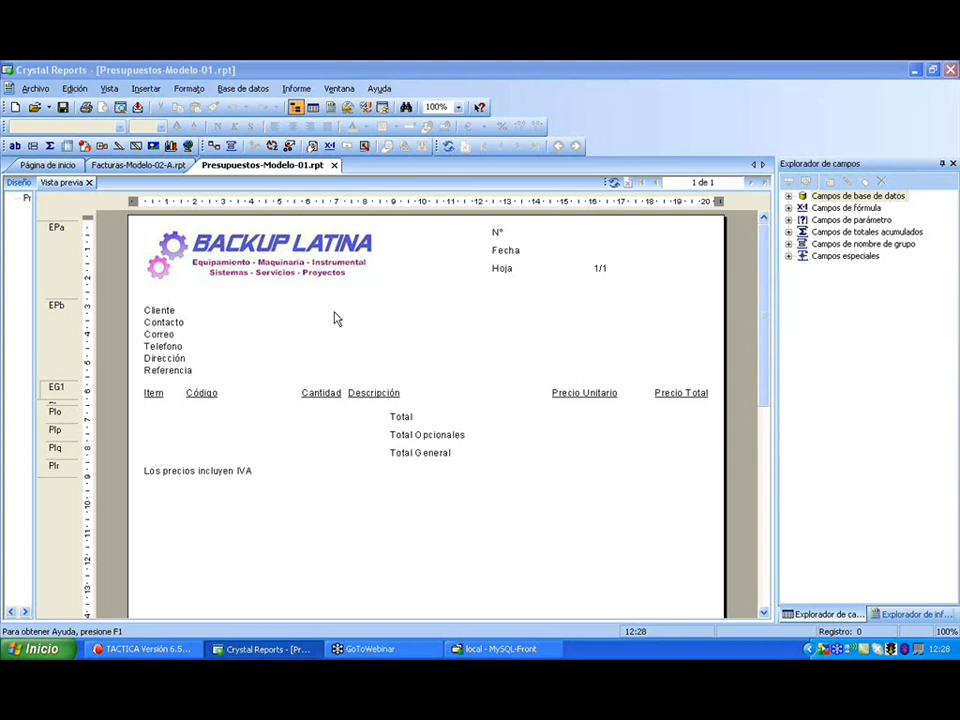 Crystal Reports - [Presupuestos-Modelo-01.rpt]
Archivo Edición Vista Insertar Formato Base de datos Informe Ventana Ayuda
100%
N K S
ab
Página de inicio Facturas-Modelo-02-A.rpt Presupuestos-Modelo-01.rpt
Explorador de campos
Diseño Vista previa 1 de 1
Campos de base de datos
Campos de fórmula
Campos de parámetro
Campos de totales acumulados
Campos de nombre de grupo
Campos especiales
EPa
BACKUP LATINA
Equipamiento - Maquinaria - Instrumental
Sistemas - Servicios - Proyectos
N°
Fecha
Hoja 1/1
EPb
Cliente
Contacto
Correo
Telefono
Dirección
Referencia
EG1
Item Código Cantidad Descripción Precio Unitario Precio Total
PIo
Total
PIp
Total Opcionales
PIq
Total General
PIr
Los precios incluyen IVA
Explorador de ca... Explorador de inf...
Para obtener Ayuda, presione F1 12:28 Registro: 0 100%
Inicio TACTICA Versión 6.5... Crystal Reports - [Pr... GoToWebinar local - MySQL-Front 12:28